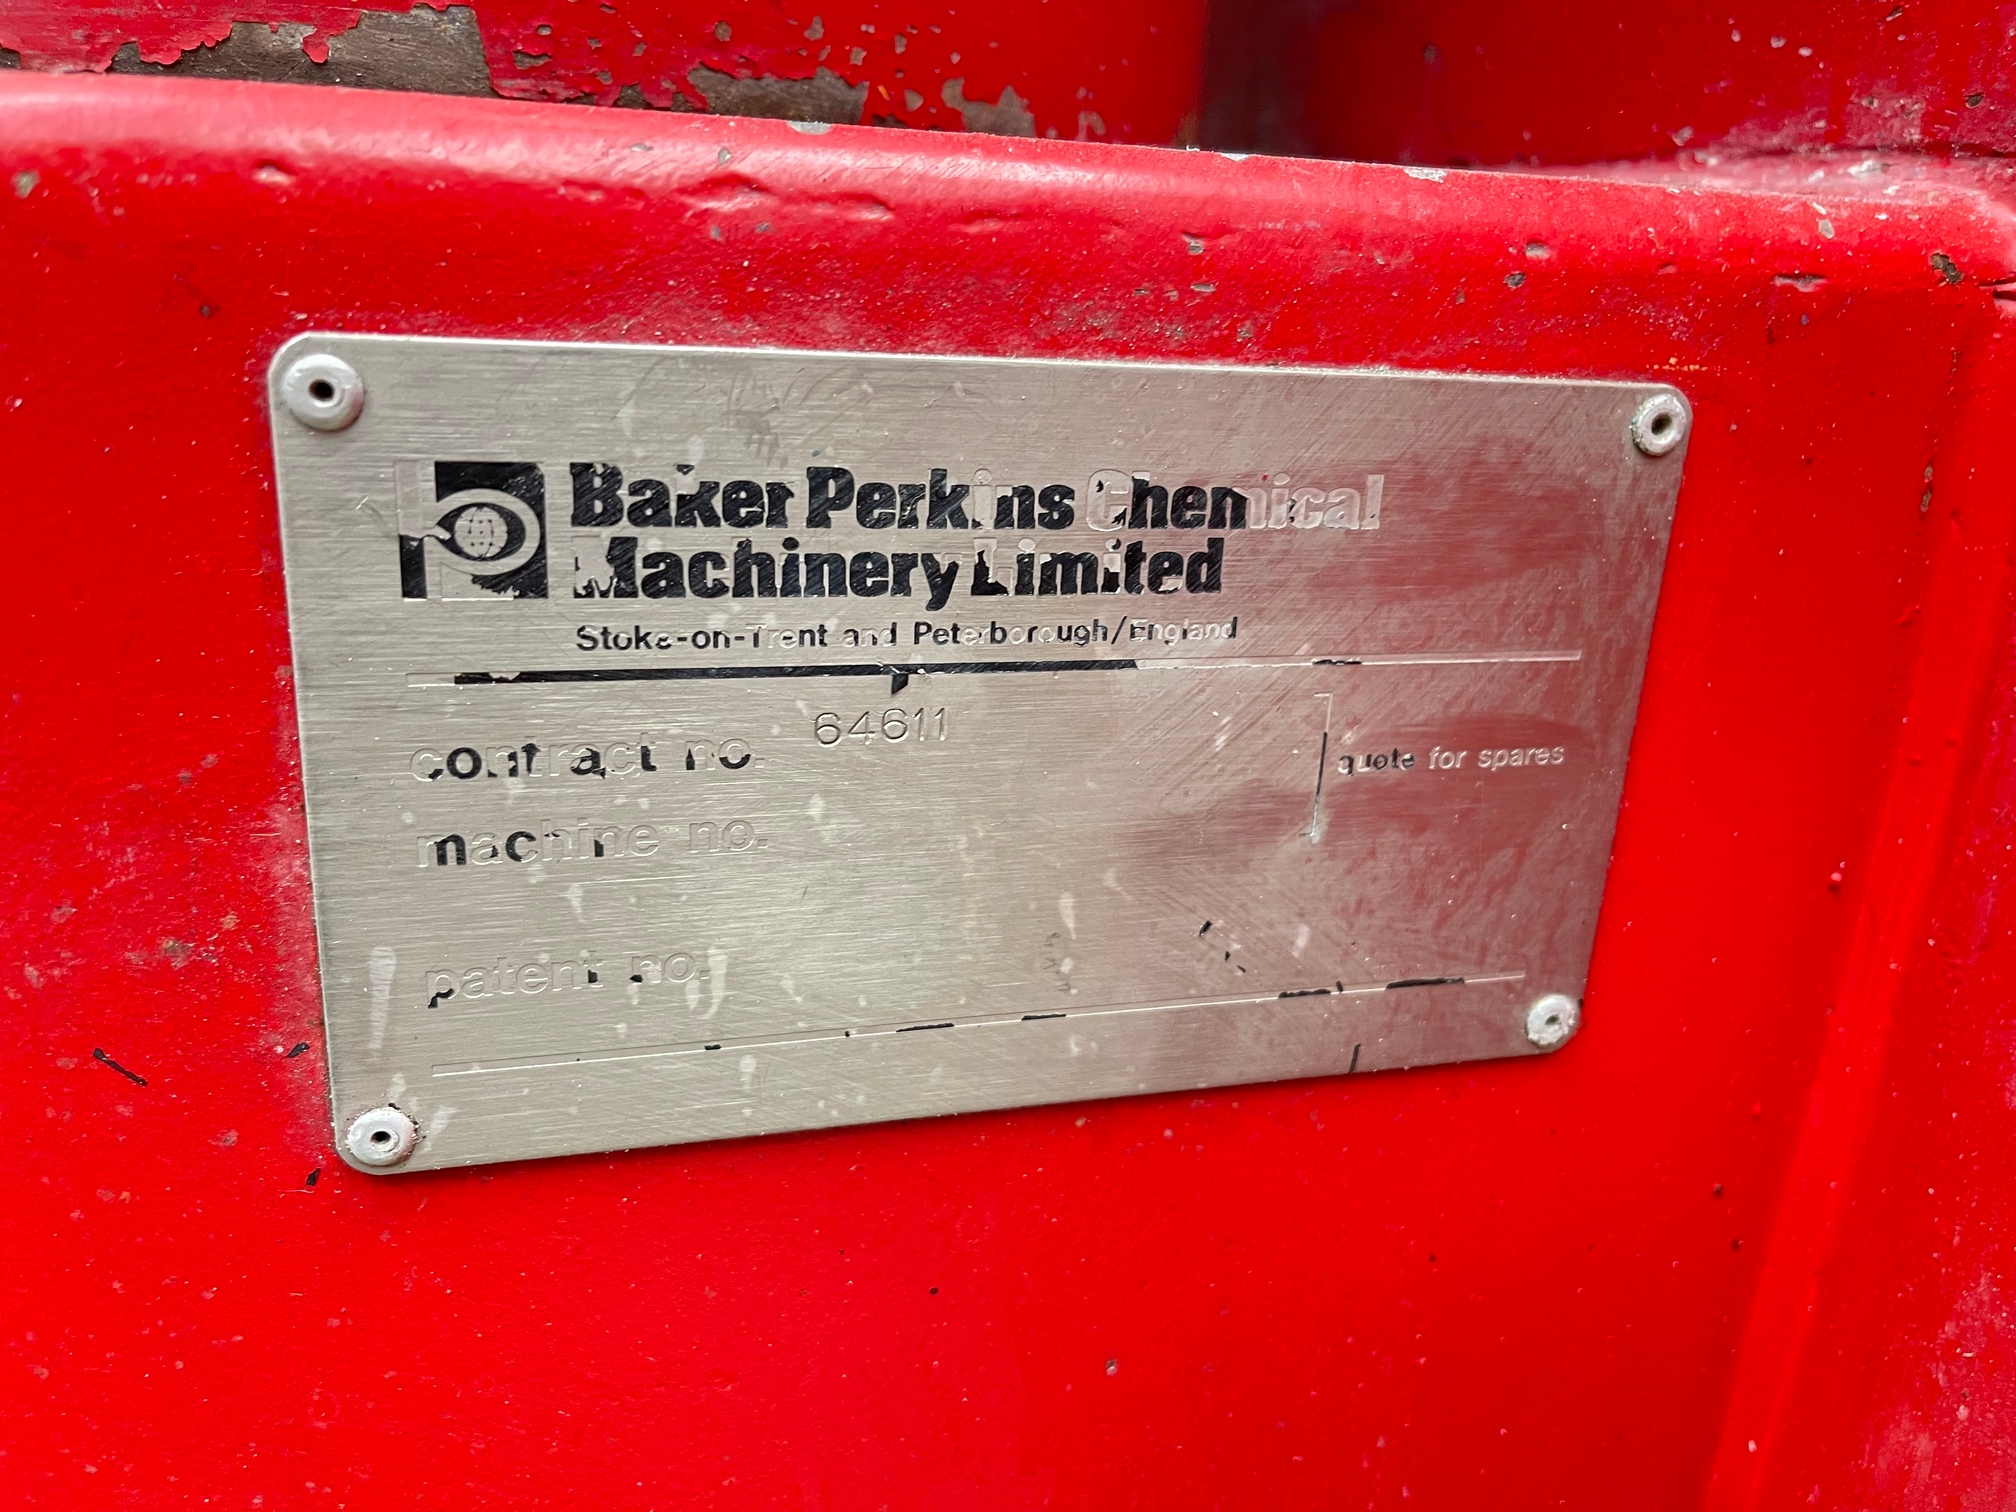 Baker Perkins Chemical
Machinery Limited
Stoke-on-Trent and Peterborough/England
contract no. 64611
quote for spares
machine no.
patent no.